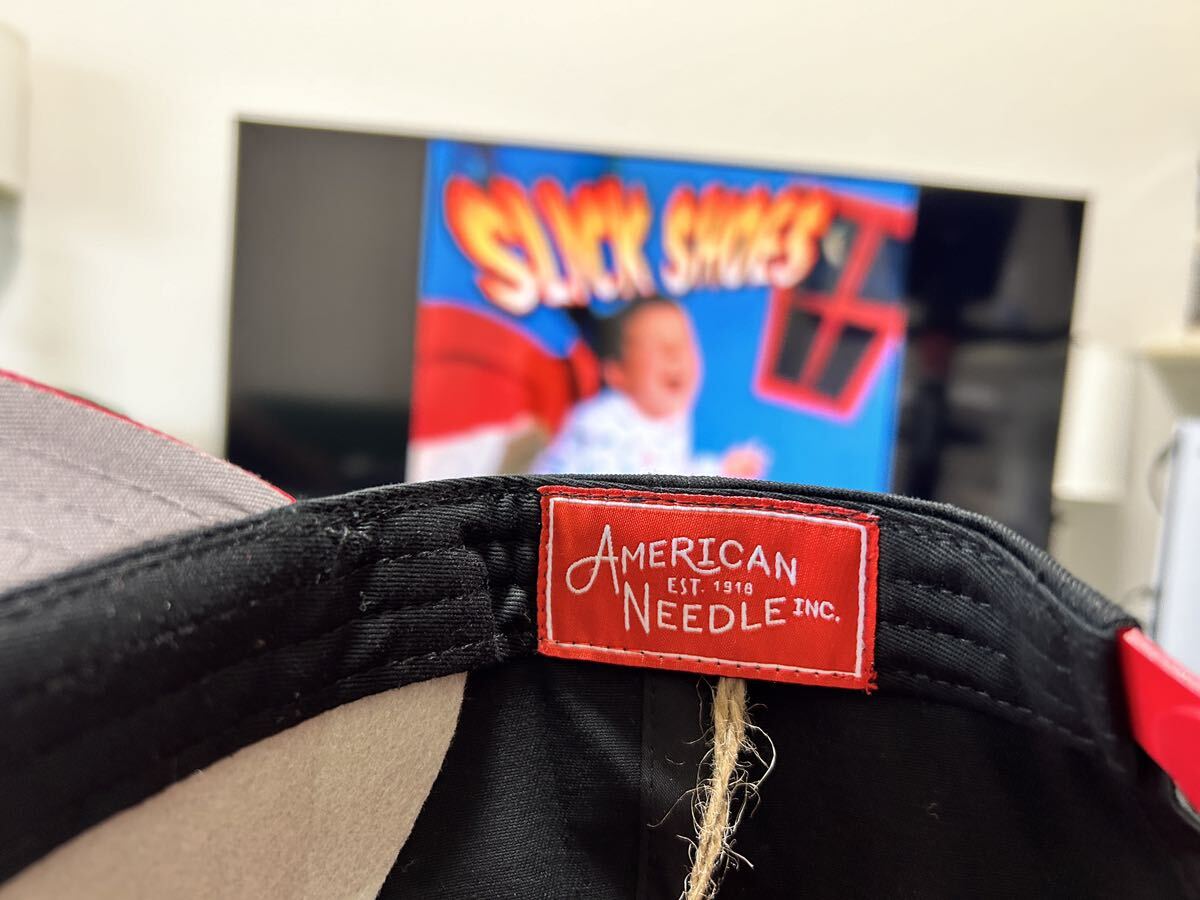 SLICK SHOES
AMERICAN
EST. 1918
NEEDLE INC.